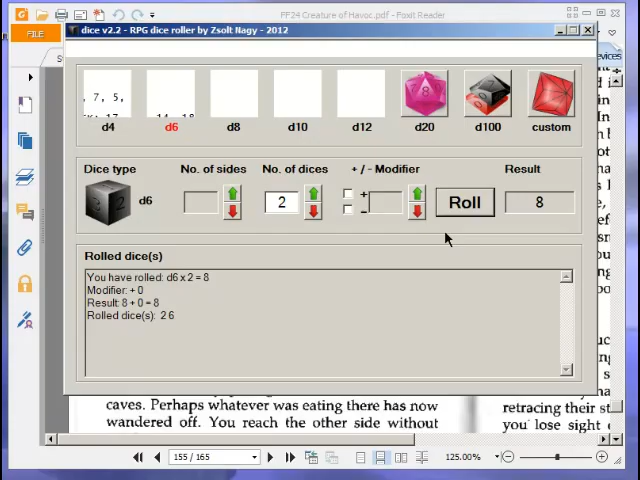 FF24 Creature of Havoc.pdf - Foxit Reader
dice v2.2 - RPG dice roller by Zsolt Nagy - 2012
FILE
, 7, 5,
d4 d6 d8 d10 d12 d20 d100 custom
Dice type No. of sides No. of dices + / - Modifier Result
d6 2 + - Roll 8
Rolled dice(s)
You have rolled: d6 x 2 = 8
Modifier: + 0
Result: 8 + 0 = 8
Rolled dice(s): 2 6
caves. Perhaps whatever was eating there has now
wandered off. You reach the other side without
retracing their st
you lose sight o
155 / 165 125.00%